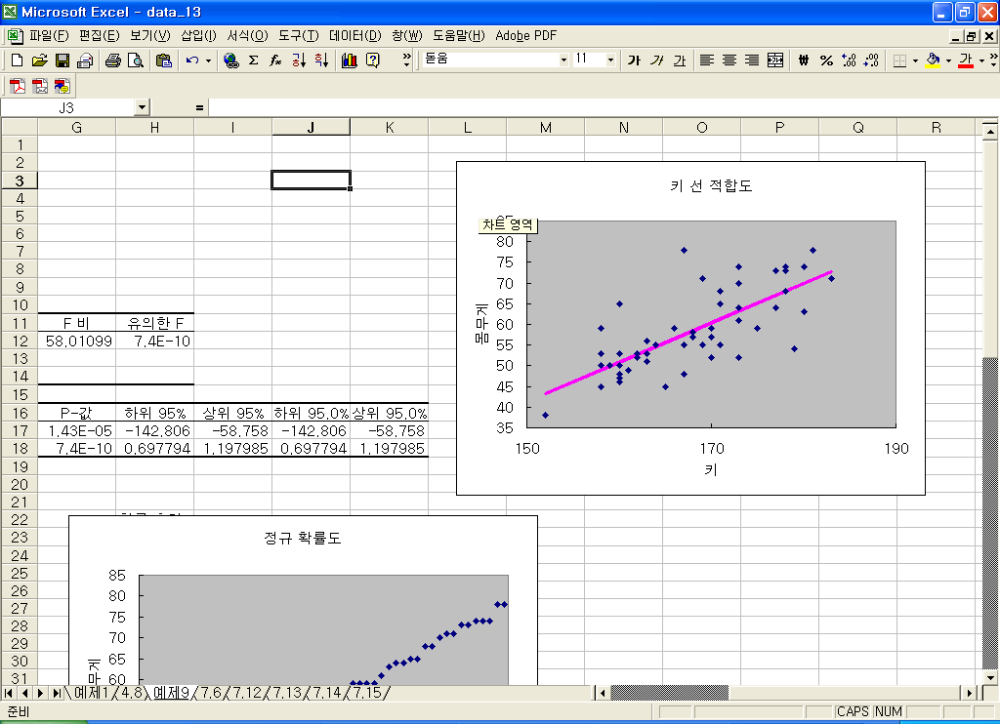 Microsoft Excel - data_13
파일(F) 편집(E) 보기(V) 삽입(I) 서식(O) 도구(T) 데이터(D) 창(W) 도움말(H) Adobe PDF
돋움 11 가 가 가
J3 =
G H I J K L M N O P Q R
1
2
3
4
5
6
7
8
9
10
11 F 비 유의한 F
12 58.01099 7.4E-10
13
14
15
16 P-값 하위 95% 상위 95% 하위 95.0% 상위 95.0%
17 1.43E-05 -142.806 -58.758 -142.806 -58.758
18 7.4E-10 0.697794 1.197985 0.697794 1.197985
19
20
21
22
23
24
25
26
27
28
29
30
31
키 선 적합도
차트 영역
80
75
70
65
60
55
50
45
40
35
몸무게
150 170 190
키
정규 확률도
85
80
75
70
65
60
예제1 4.8 예제9 7.6 7.12 7.13 7.14 7.15
준비 CAPS NUM